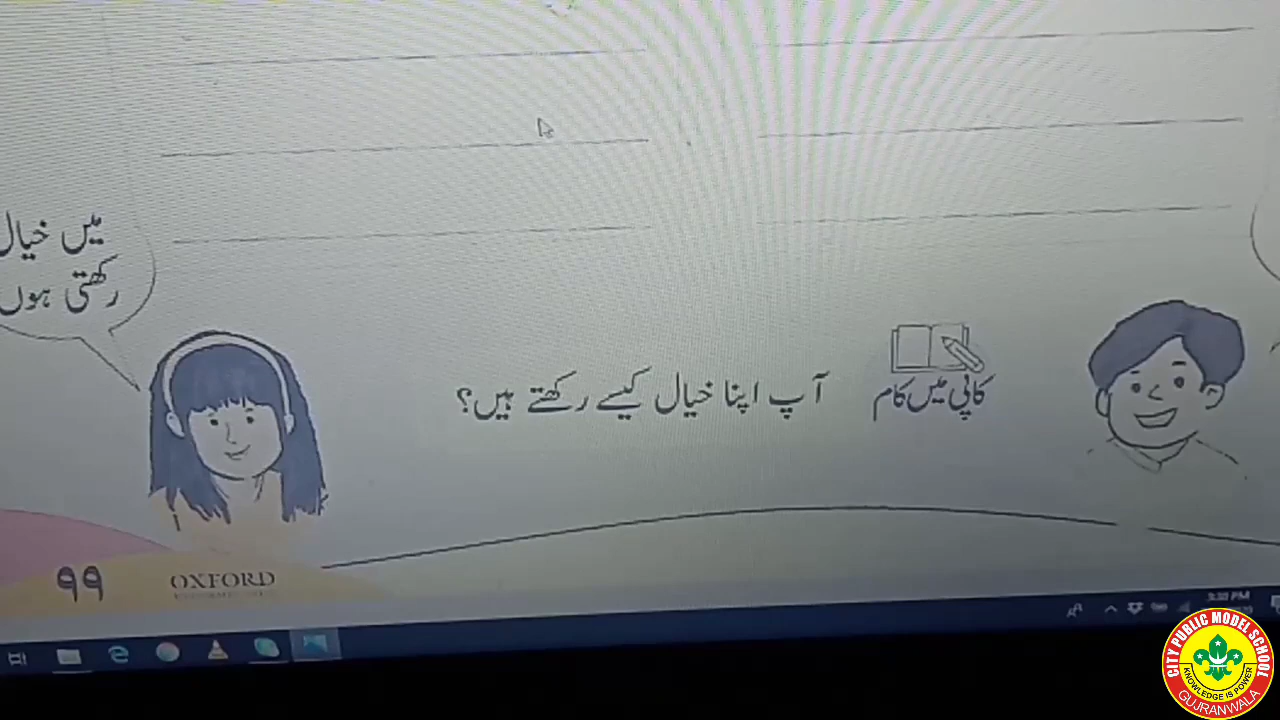 میں خیال
رکھتی ہوں
کاپی میں کام
آپ اپنا خیال کیسے رکھتے ہیں؟
۹۹
OXFORD
CITY PUBLIC MODEL SCHOOL
KNOWLEDGE IS POWER
GUJRANWALA